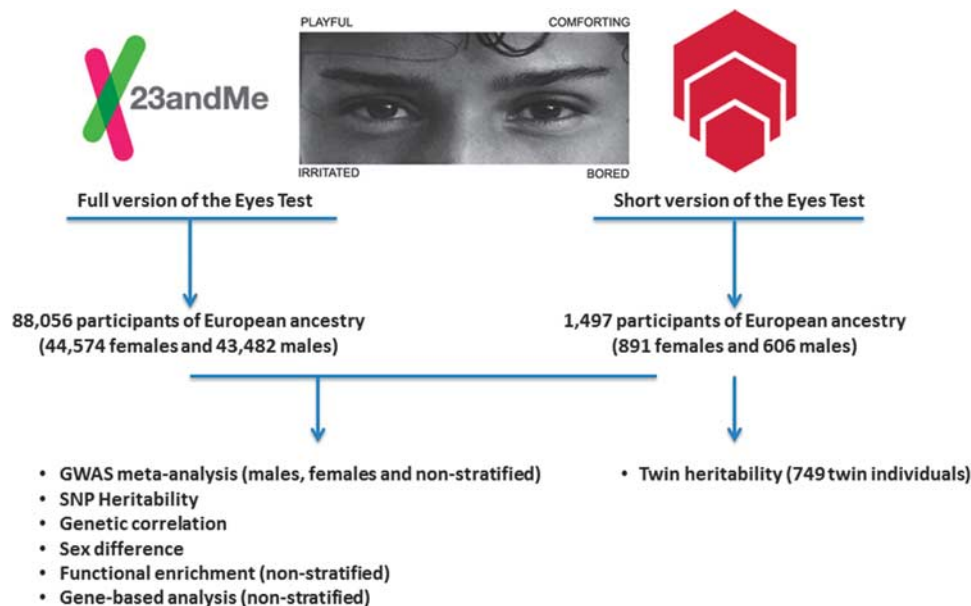 PLAYFUL COMFORTING
23andMe
IRRITATED BORED
Full version of the Eyes Test
Short version of the Eyes Test
88,056 participants of European ancestry
(44,574 females and 43,482 males)
1,497 participants of European ancestry
(891 females and 606 males)
• GWAS meta-analysis (males, females and non-stratified)
• SNP Heritability
• Genetic correlation
• Sex difference
• Functional enrichment (non-stratified)
• Gene-based analysis (non-stratified)
• Twin heritability (749 twin individuals)